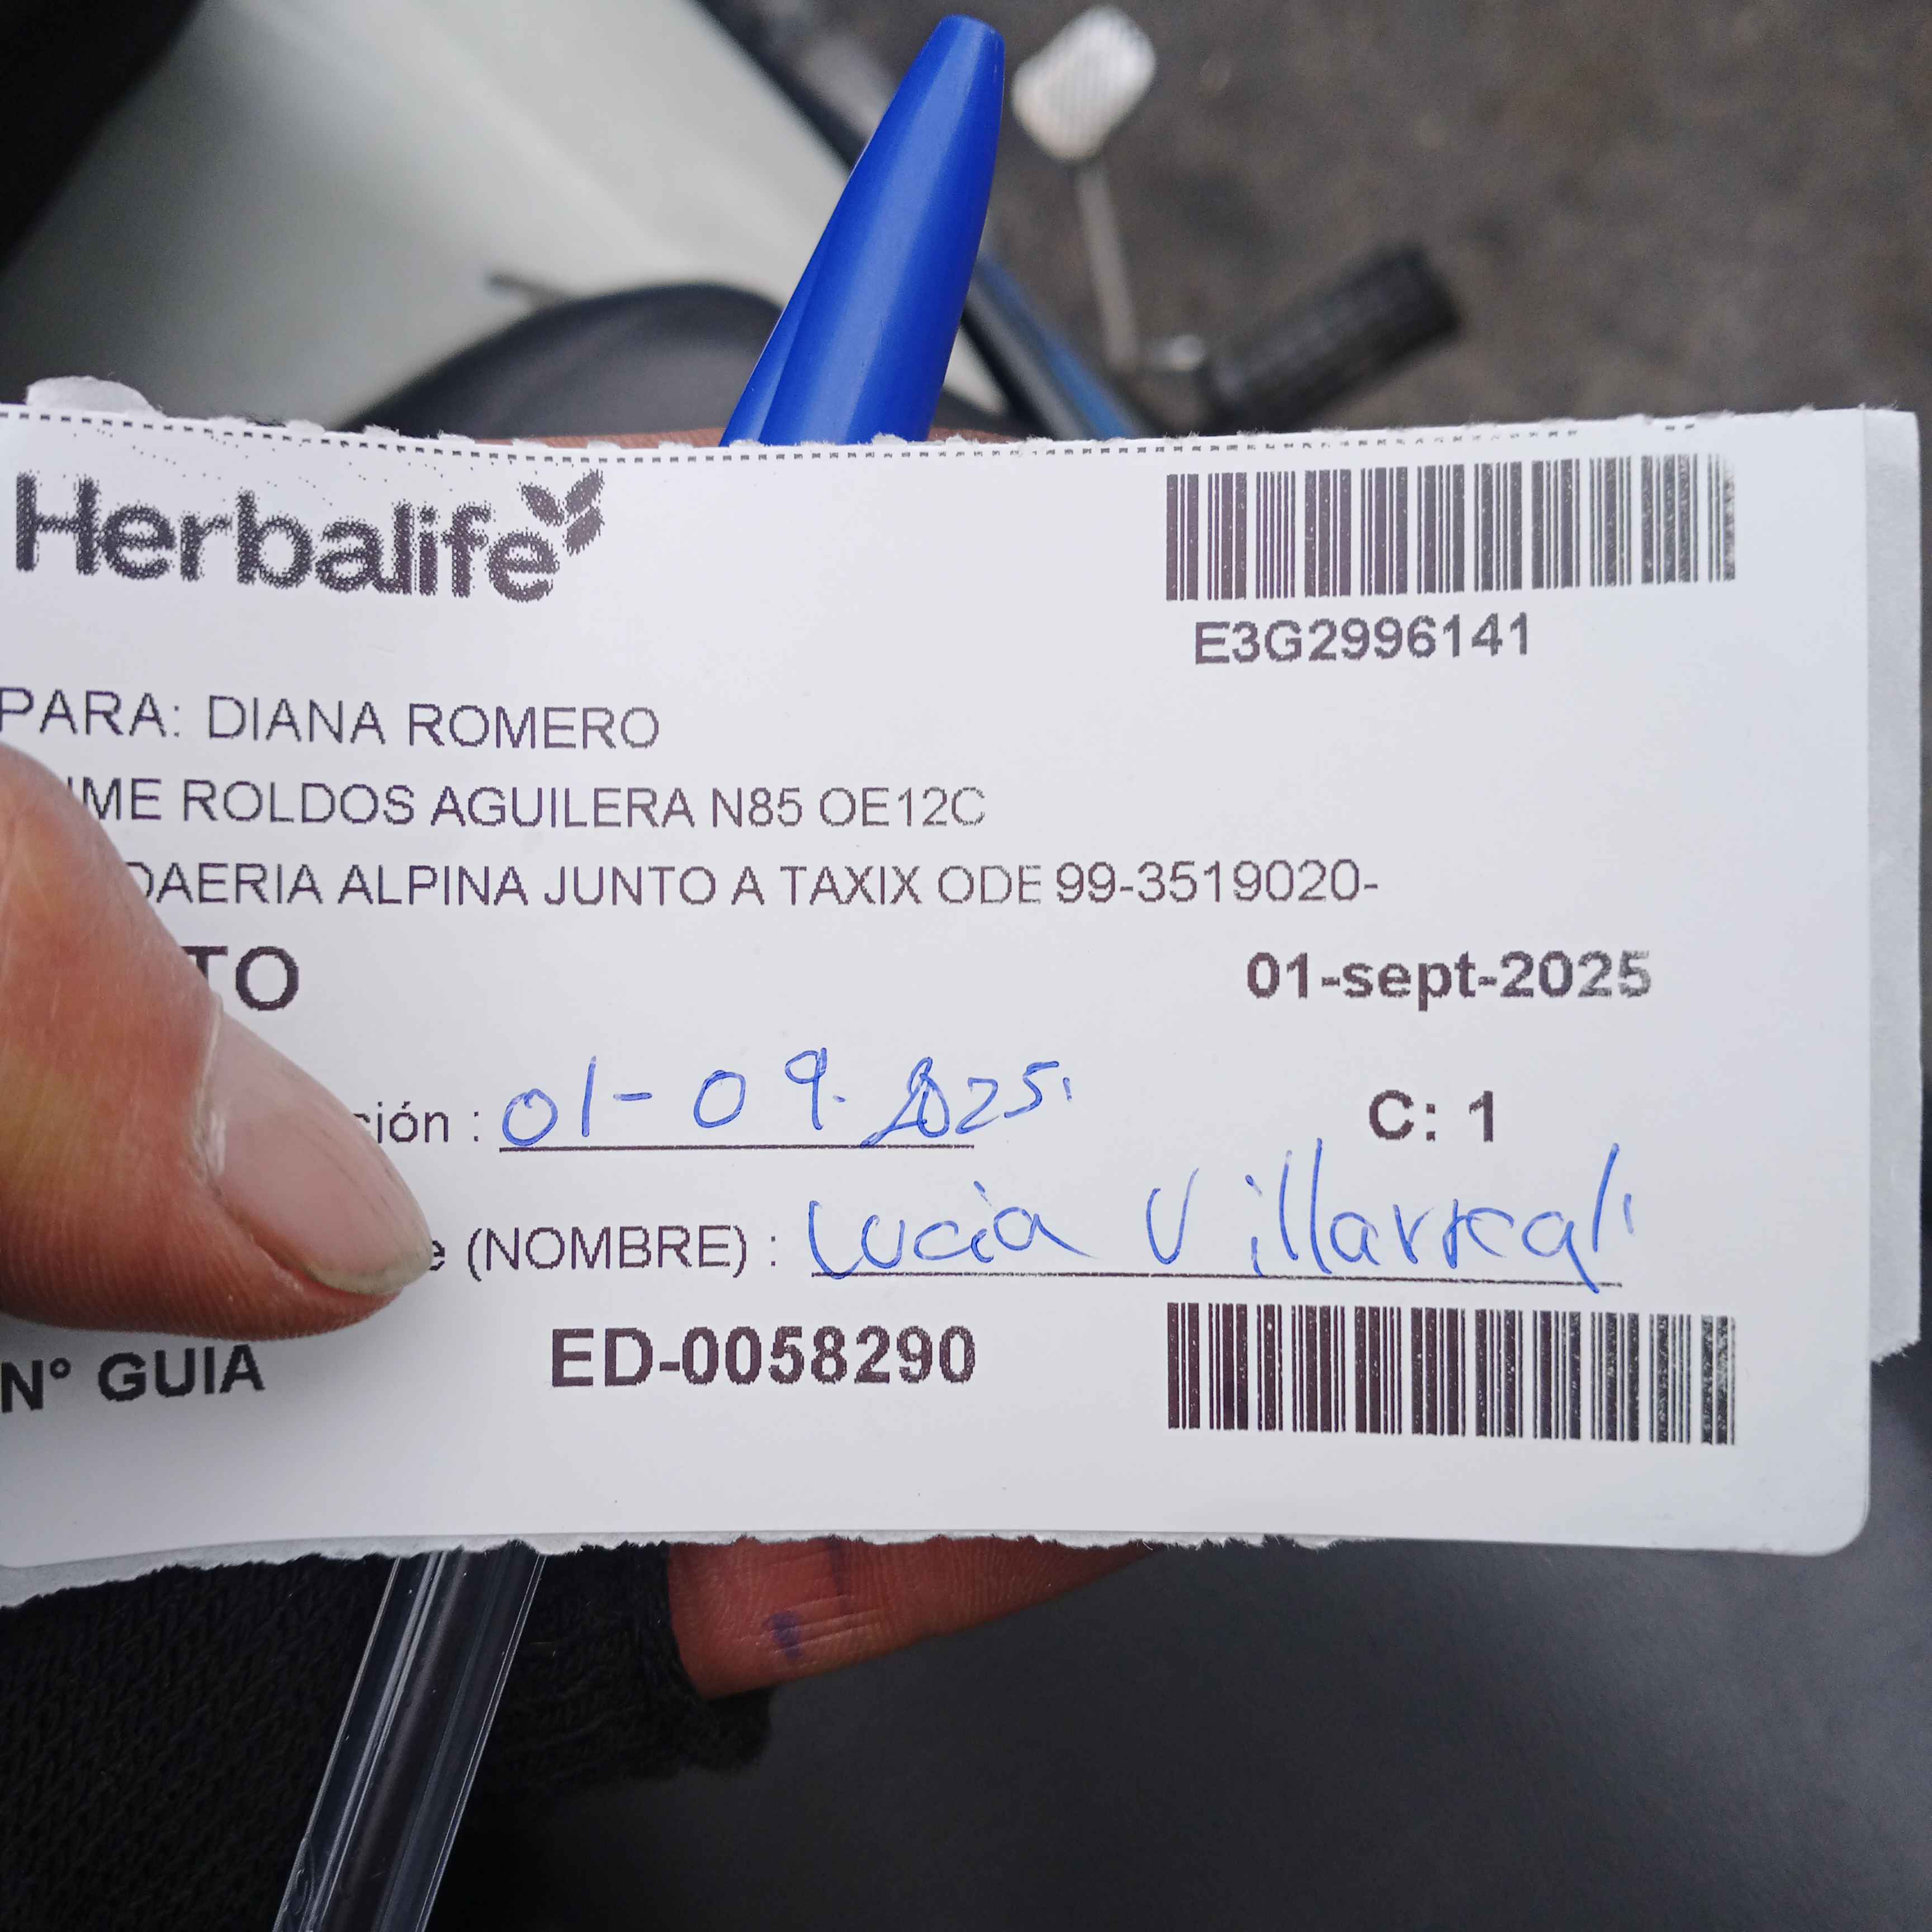 Herbalife
E3G2996141
PARA: DIANA ROMERO
ME ROLDOS AGUILERA N85 OE12C
DAERIA ALPINA JUNTO A TAXIX ODE 99-3519020-
TO
01-sept-2025
ción : 01-09-2025
C: 1
e (NOMBRE) : Lucia Villarreal
N° GUIA ED-0058290